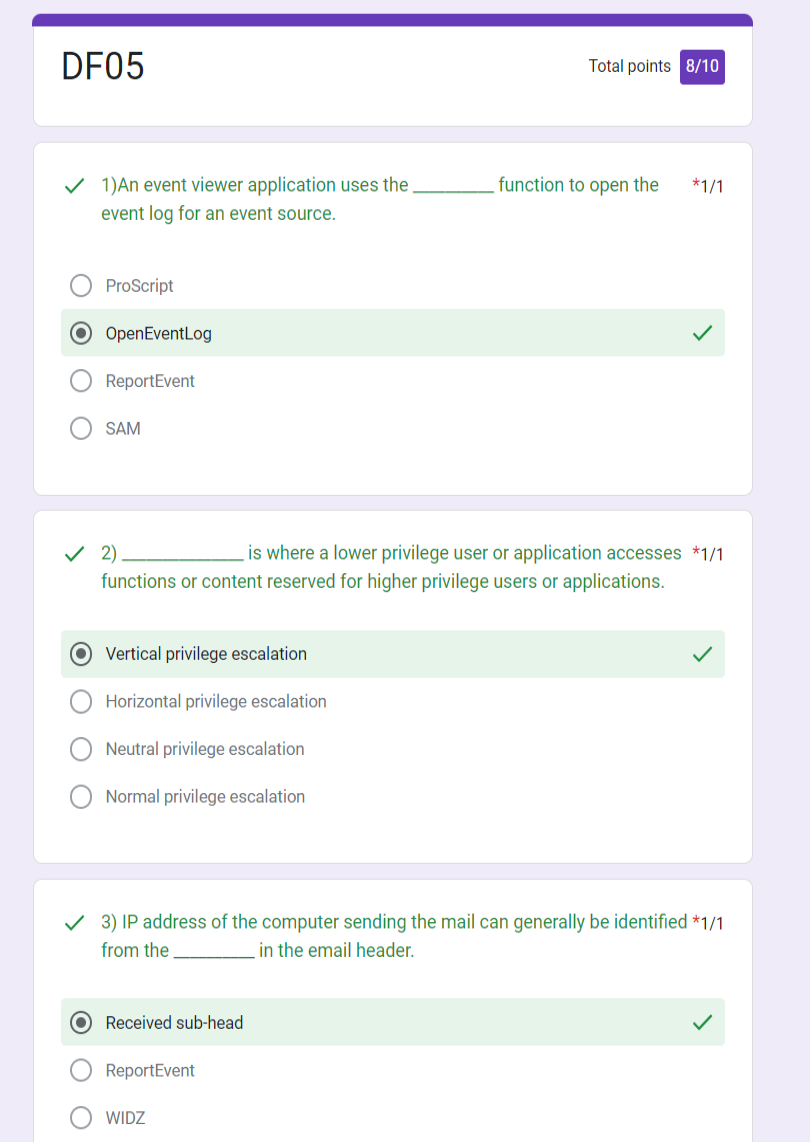 DF05
Total points 8/10
1)An event viewer application uses the __________ function to open the *1/1
event log for an event source.
ProScript
OpenEventLog
ReportEvent
SAM
2) _______________ is where a lower privilege user or application accesses *1/1
functions or content reserved for higher privilege users or applications.
Vertical privilege escalation
Horizontal privilege escalation
Neutral privilege escalation
Normal privilege escalation
3) IP address of the computer sending the mail can generally be identified *1/1
from the __________ in the email header.
Received sub-head
ReportEvent
WIDZ